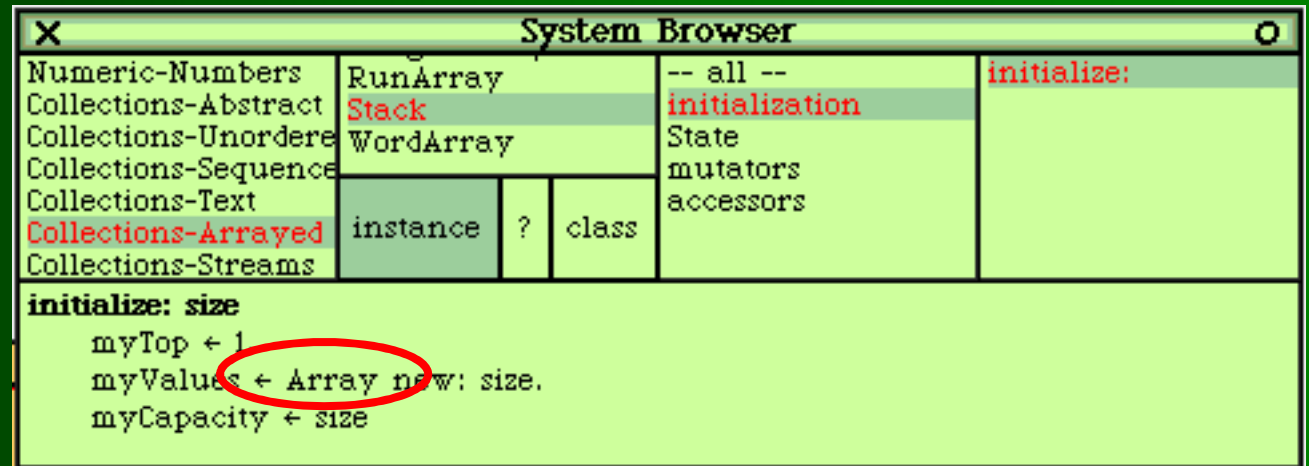 X System Browser O
Numeric-Numbers
Collections-Abstract
Collections-Unordere
Collections-Sequence
Collections-Text
Collections-Arrayed
Collections-Streams
RunArray
Stack
WordArray
instance ? class
-- all --
initialization
State
mutators
accessors
initialize:
initialize: size
myTop ← 1
myValues ← Array new: size.
myCapacity ← size